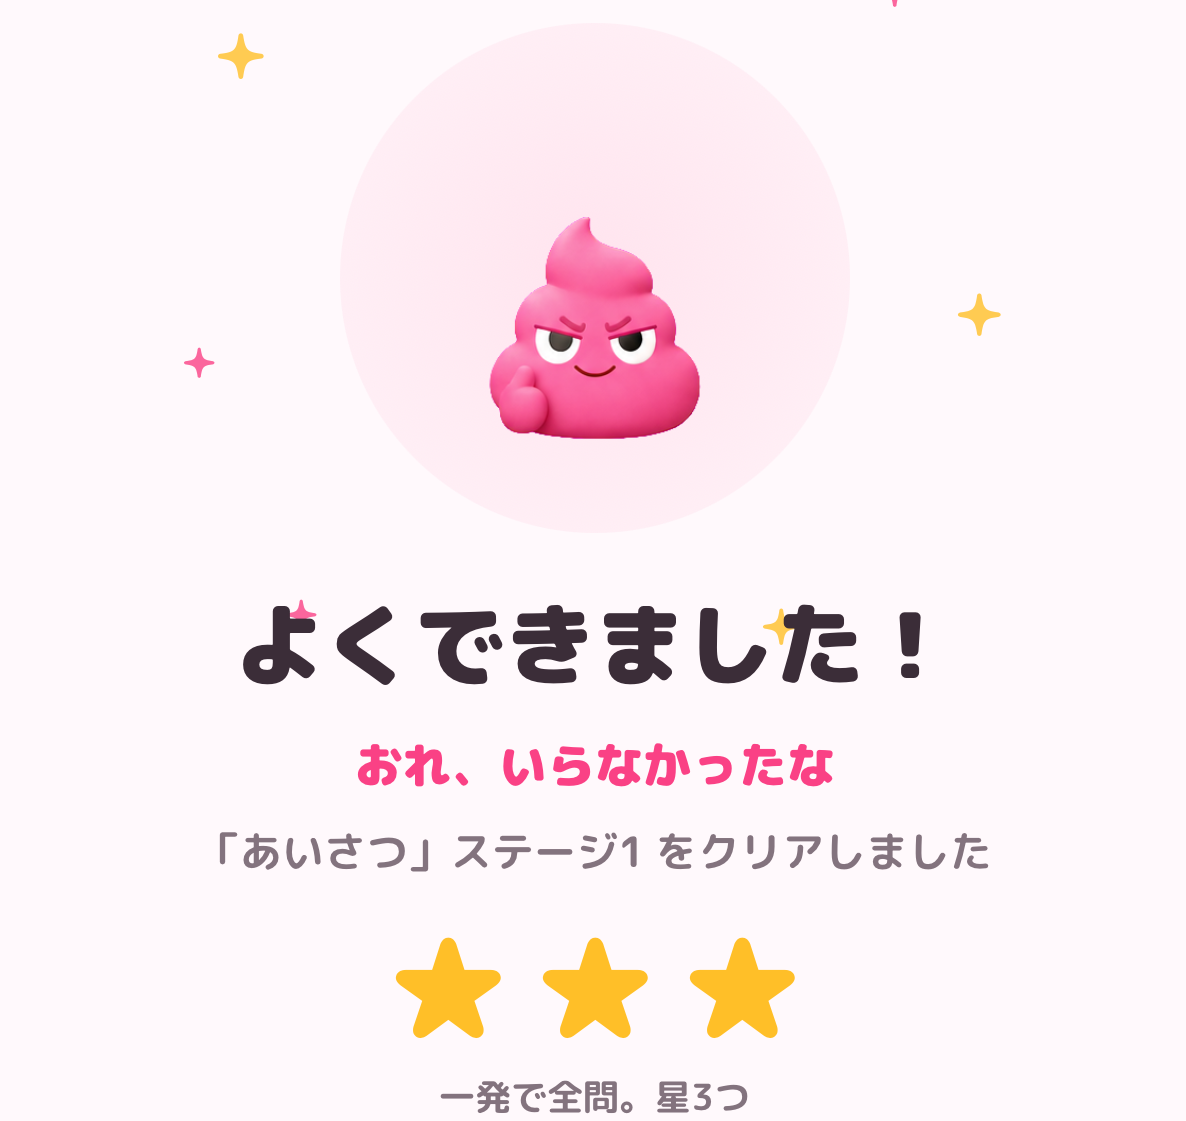 よくできました！
おれ、いらなかったな
「あいさつ」ステージ1 をクリアしました
一発で全問。星3つ